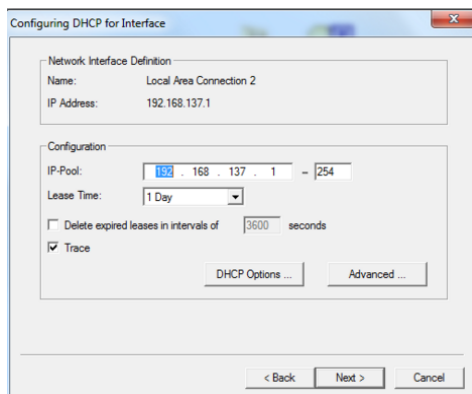 Configuring DHCP for Interface
Network Interface Definition
Name: Local Area Connection 2
IP Address: 192.168.137.1
Configuration
IP-Pool: 192 . 168 . 137 . 1 - 254
Lease Time: 1 Day
Delete expired leases in intervals of 3600 seconds
Trace
DHCP Options ... Advanced ...
< Back Next > Cancel